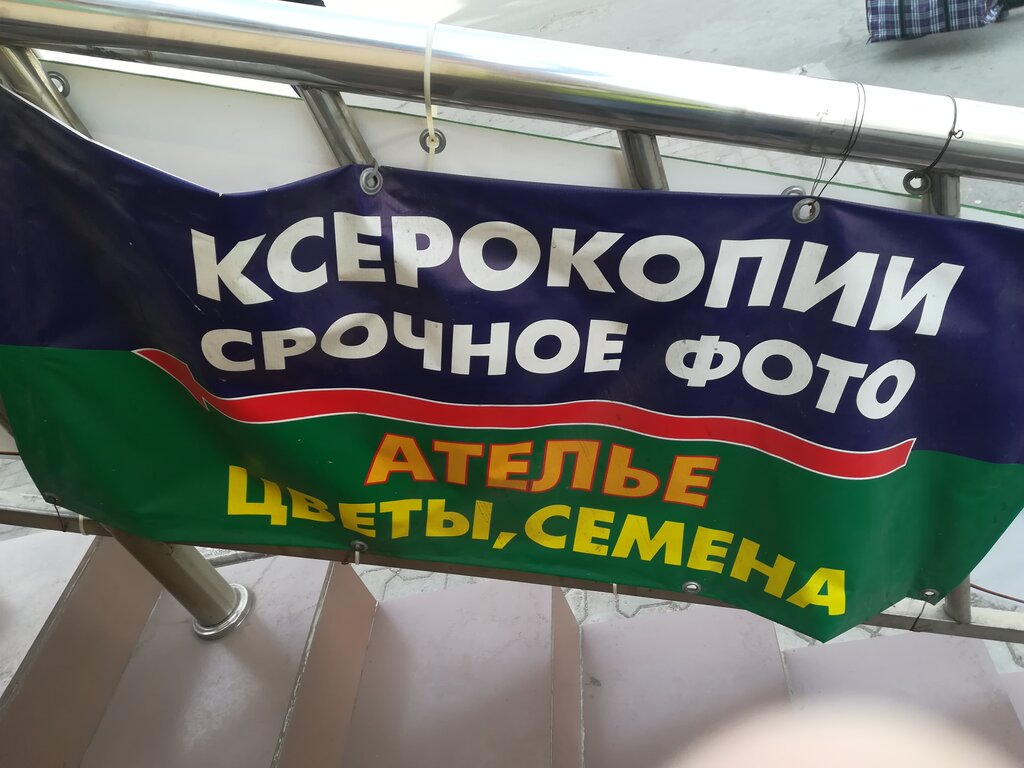 КСЕРОКОПИИ
СРОЧНОЕ ФОТО
АТЕЛЬЕ
ЦВЕТЫ, СЕМЕНА